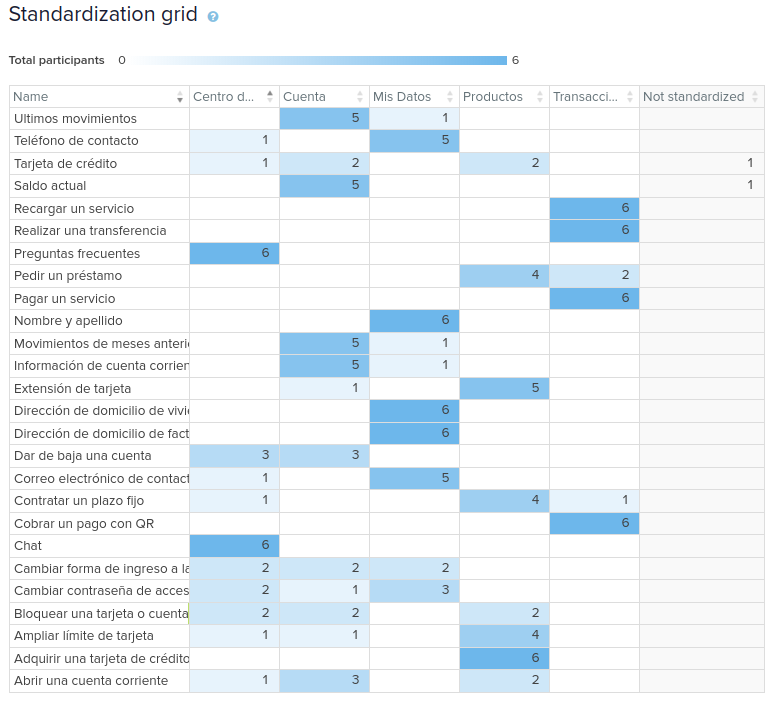 Standardization grid ?
Total participants 0 6
Name Centro d... Cuenta Mis Datos Productos Transacci... Not standardized
Ultimos movimientos 5 1
Teléfono de contacto 1 5
Tarjeta de crédito 1 2 2 1
Saldo actual 5 1
Recargar un servicio 6
Realizar una transferencia 6
Preguntas frecuentes 6
Pedir un préstamo 4 2
Pagar un servicio 6
Nombre y apellido 6
Movimientos de meses anterio 5 1
Información de cuenta corrien 5 1
Extensión de tarjeta 1 5
Dirección de domicilio de vivie 6
Dirección de domicilio de fact 6
Dar de baja una cuenta 3 3
Correo electrónico de contact 1 5
Contratar un plazo fijo 1 4 1
Cobrar un pago con QR 6
Chat 6
Cambiar forma de ingreso a la 2 2 2
Cambiar contraseña de acces 2 1 3
Bloquear una tarjeta o cuenta 2 2 2
Ampliar límite de tarjeta 1 1 4
Adquirir una tarjeta de crédito 6
Abrir una cuenta corriente 1 3 2